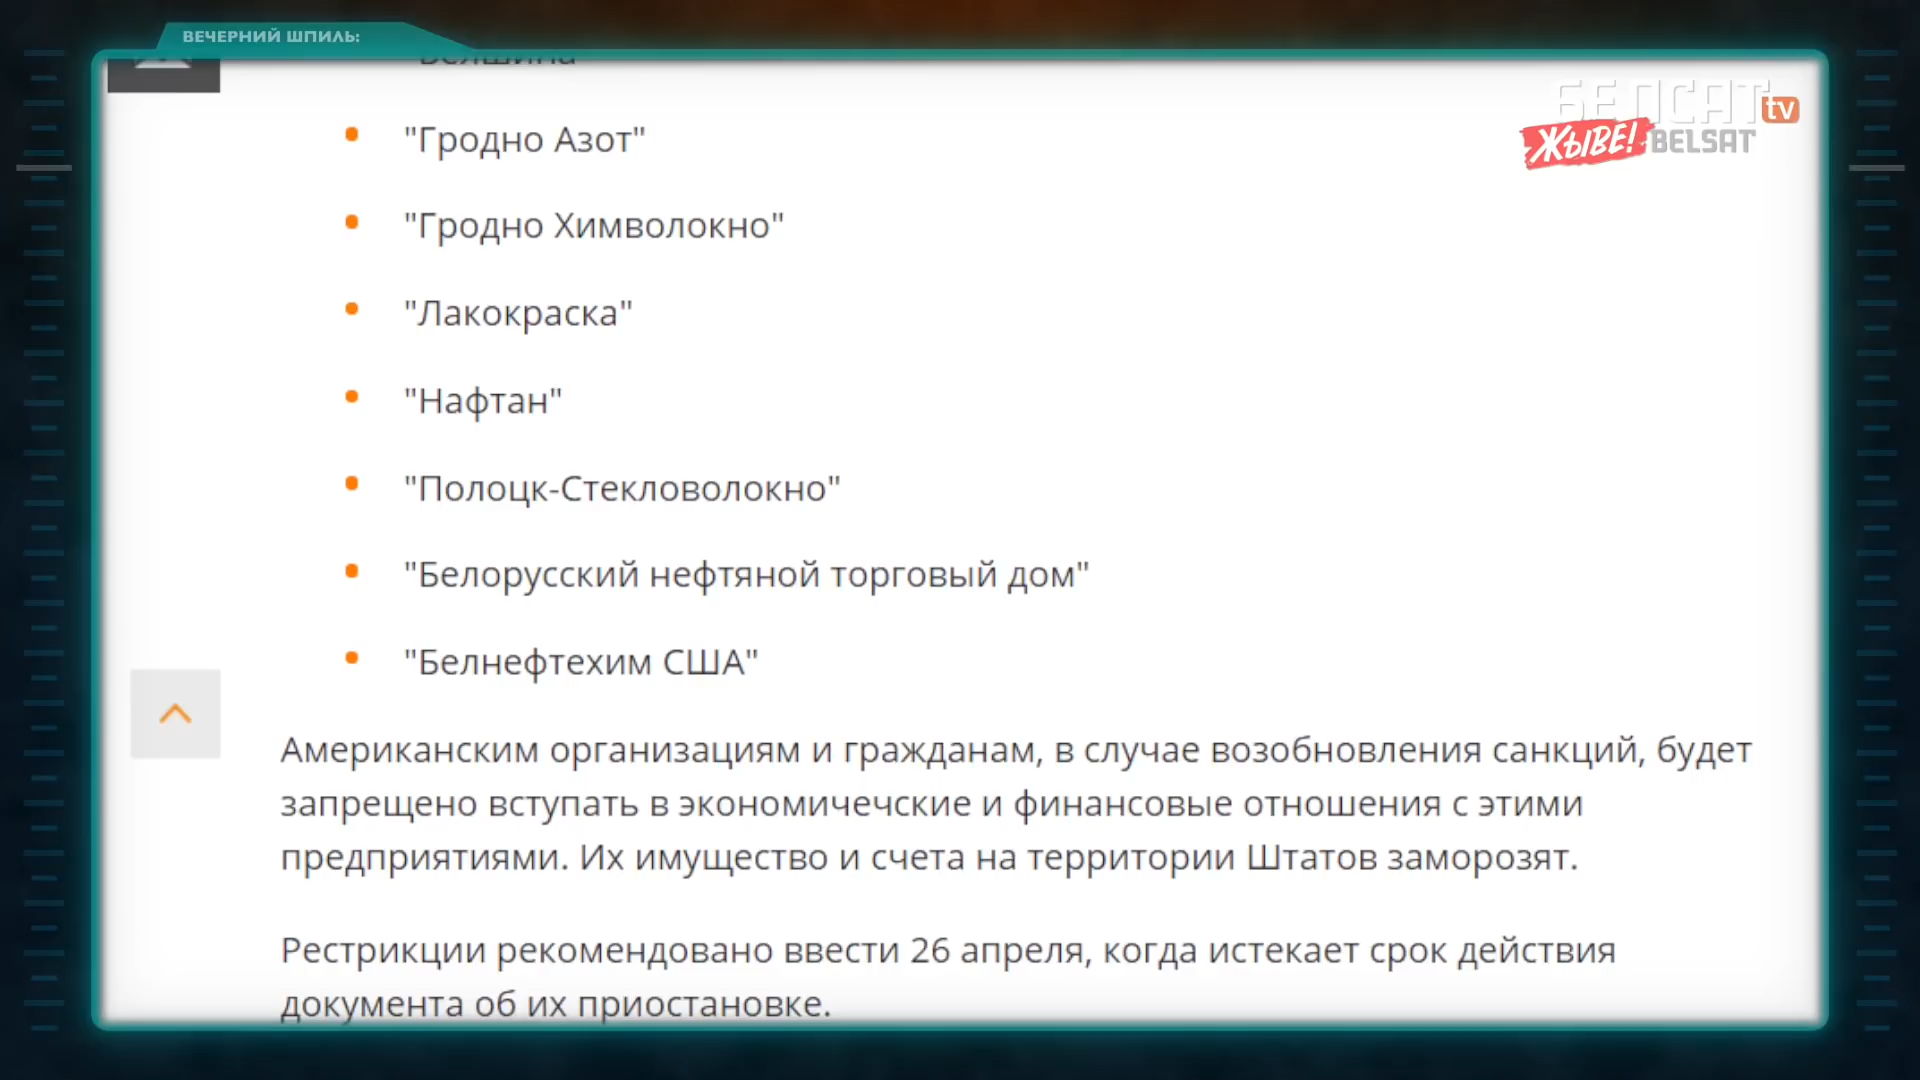 ВЕЧЕРНИЙ ШПИЛЬ:
БЕЛСАТ tv
ЖЫВЕ! BELSAT
"Гродно Азот"
"Гродно Химволокно"
"Лакокраска"
"Нафтан"
"Полоцк-Стекловолокно"
"Белорусский нефтяной торговый дом"
"Белнефтехим США"
Американским организациям и гражданам, в случае возобновления санкций, будет
запрещено вступать в экономичечские и финансовые отношения с этими
предприятиями. Их имущество и счета на территории Штатов заморозят.
Рестрикции рекомендовано ввести 26 апреля, когда истекает срок действия
документа об их приостановке.